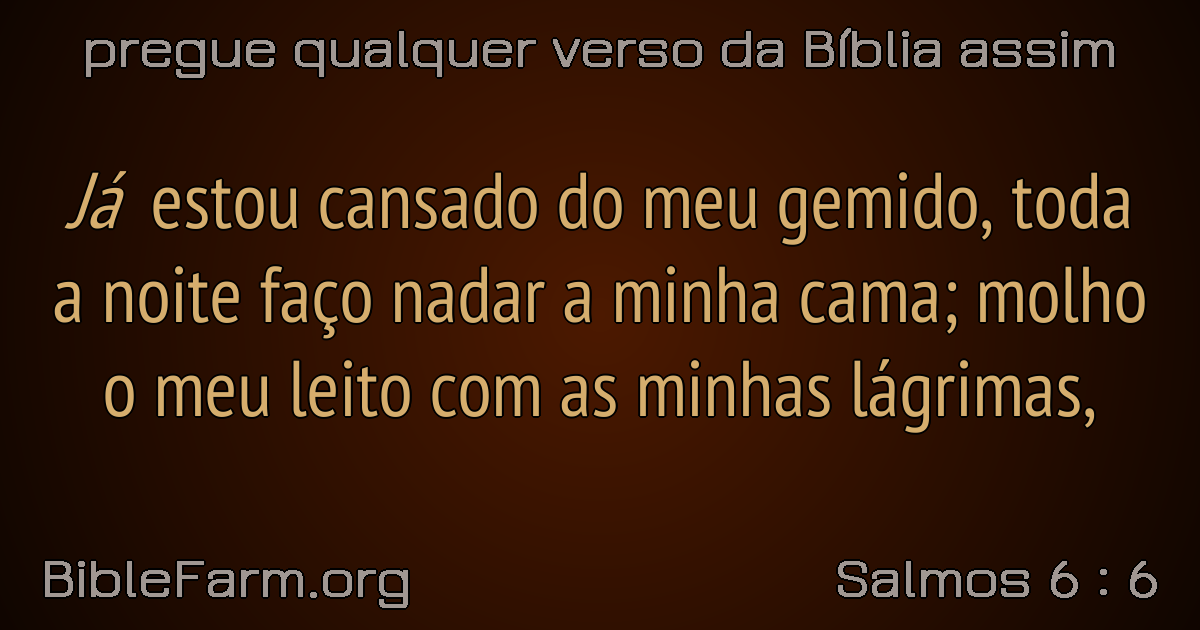 pregue qualquer verso da Bíblia assim
Já estou cansado do meu gemido, toda
a noite faço nadar a minha cama; molho
o meu leito com as minhas lágrimas,
BibleFarm.org
Salmos 6 : 6